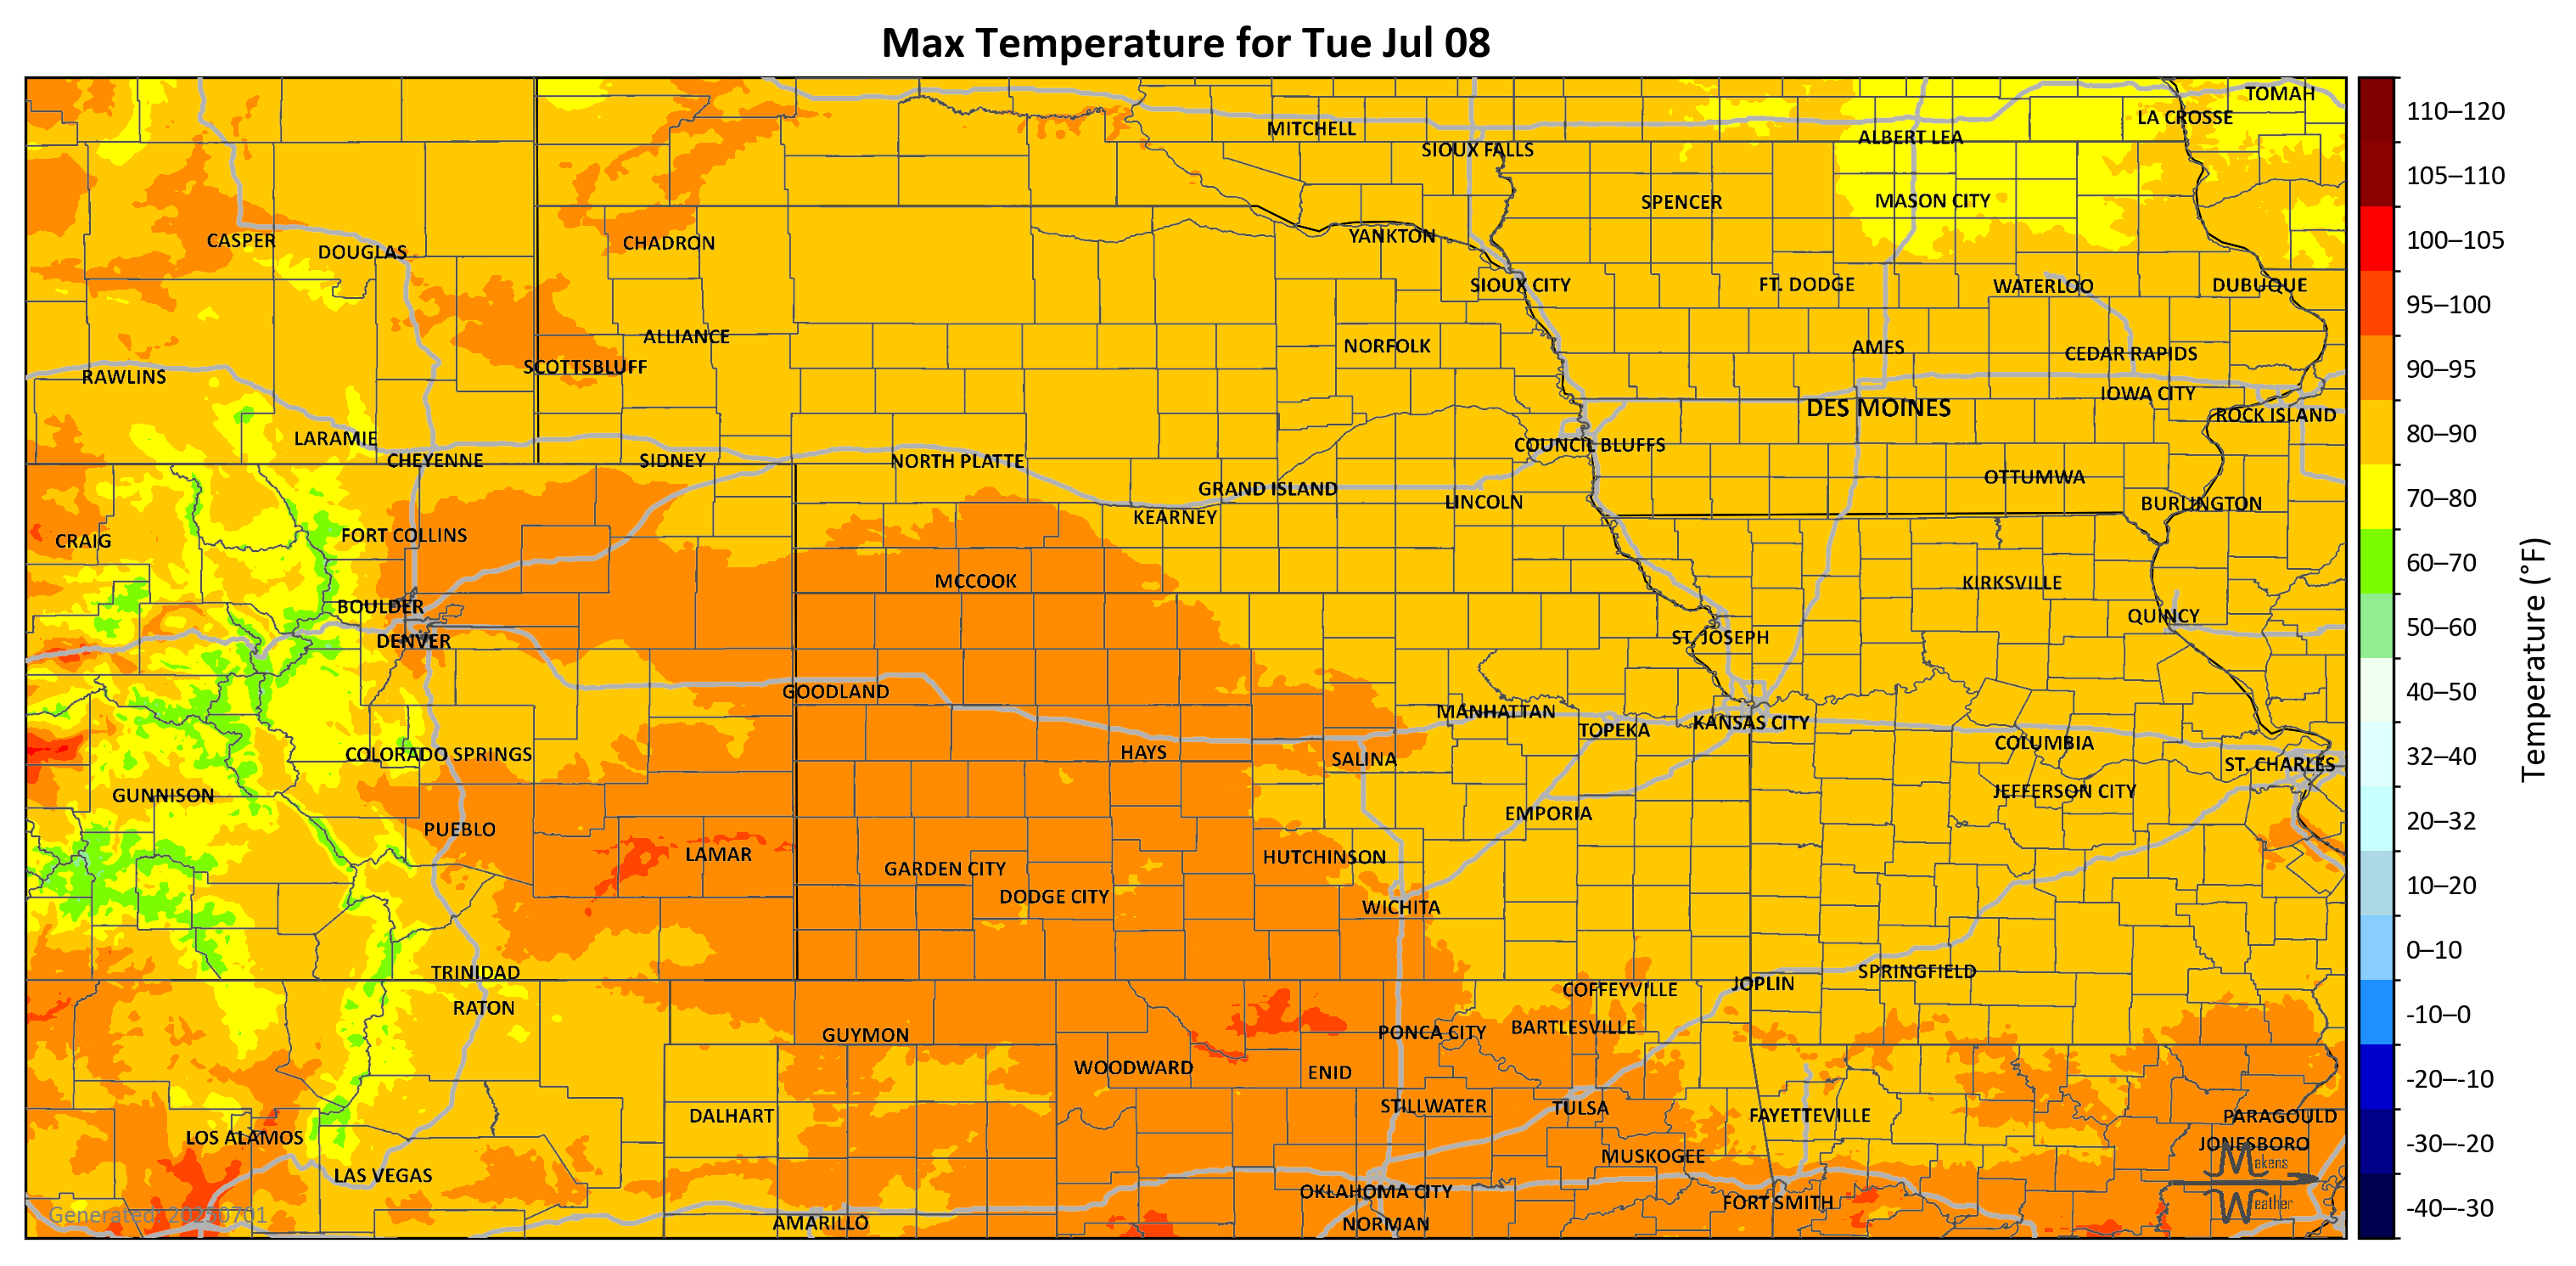 Max Temperature for Tue Jul 08
TOMAH
LA CROSSE
MITCHELL
ALBERT LEA
SIOUX FALLS
SPENCER
MASON CITY
YANKTON
CASPER
DOUGLAS
CHADRON
SIOUX CITY
FT. DODGE
WATERLOO
DUBUQUE
ALLIANCE
NORFOLK
AMES
CEDAR RAPIDS
SCOTTSBLUFF
RAWLINS
IOWA CITY
DES MOINES
ROCK ISLAND
LARAMIE
COUNCIL BLUFFS
CHEYENNE
SIDNEY
NORTH PLATTE
OTTUMWA
GRAND ISLAND
LINCOLN
BURLINGTON
KEARNEY
FORT COLLINS
CRAIG
MCCOOK
KIRKSVILLE
BOULDER
QUINCY
DENVER
ST. JOSEPH
GOODLAND
MANHATTAN
KANSAS CITY
TOPEKA
COLUMBIA
COLORADO SPRINGS
HAYS
SALINA
ST. CHARLES
GUNNISON
JEFFERSON CITY
EMPORIA
PUEBLO
LAMAR
HUTCHINSON
GARDEN CITY
DODGE CITY
WICHITA
TRINIDAD
SPRINGFIELD
JOPLIN
COFFEYVILLE
RATON
BARTLESVILLE
PONCA CITY
GUYMON
WOODWARD
ENID
STILLWATER
TULSA
DALHART
FAYETTEVILLE
PARAGOULD
LOS ALAMOS
JONESBORO
MUSKOGEE
LAS VEGAS
OKLAHOMA CITY
FORT SMITH
AMARILLO
NORMAN
Generated: 20250701
Makens
Weather
110–120
105–110
100–105
95–100
90–95
80–90
70–80
60–70
50–60
40–50
32–40
20–32
10–20
0–10
-10–0
-20–-10
-30–-20
-40–-30
Temperature (°F)